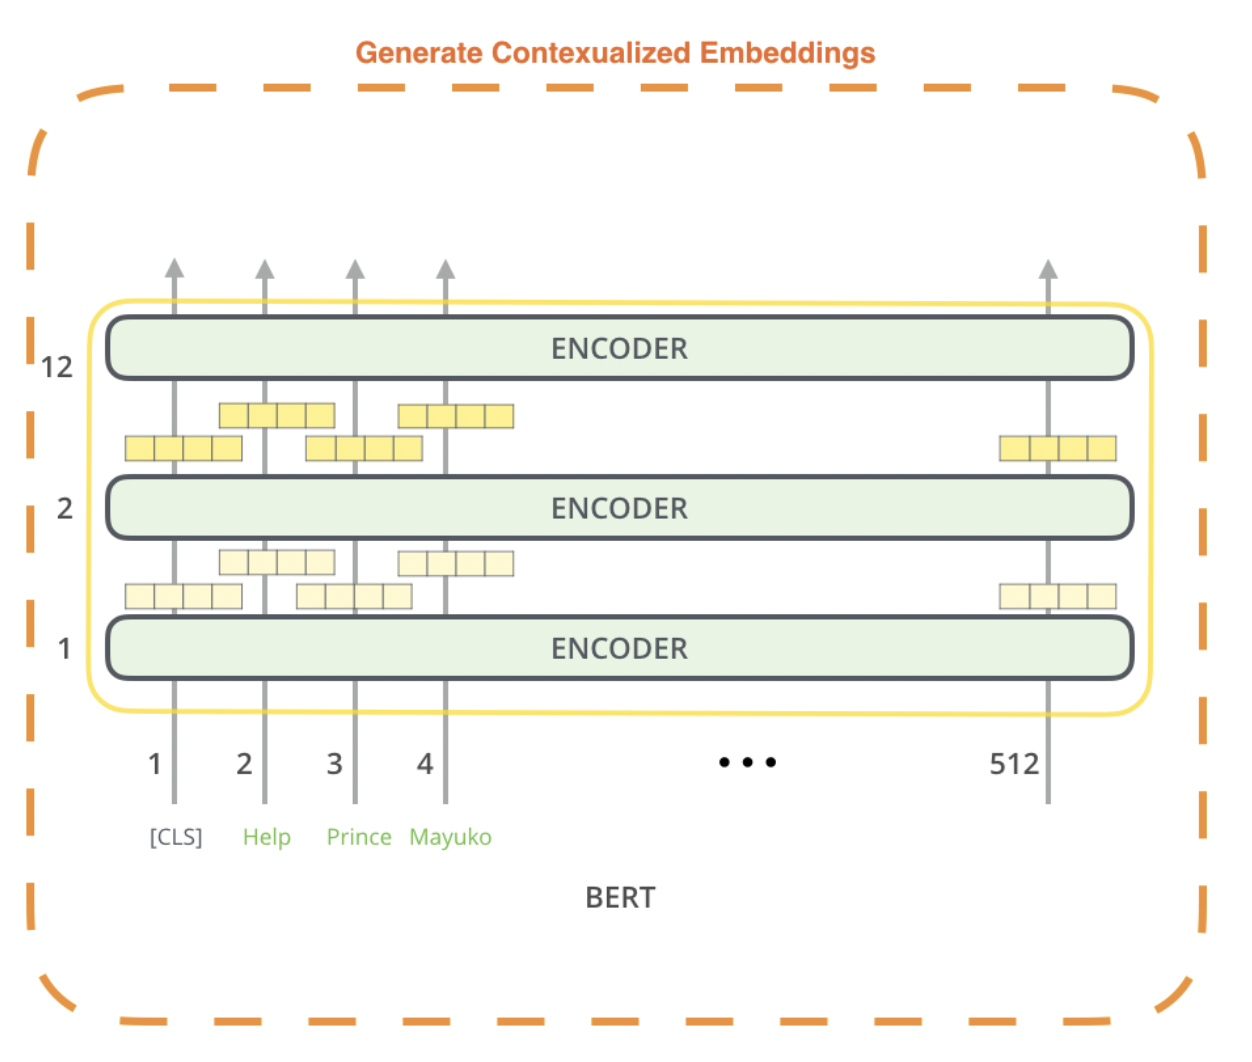 Generate Contexualized Embeddings
12 ENCODER
2 ENCODER
1 ENCODER
1 2 3 4 ••• 512
[CLS] Help Prince Mayuko
BERT